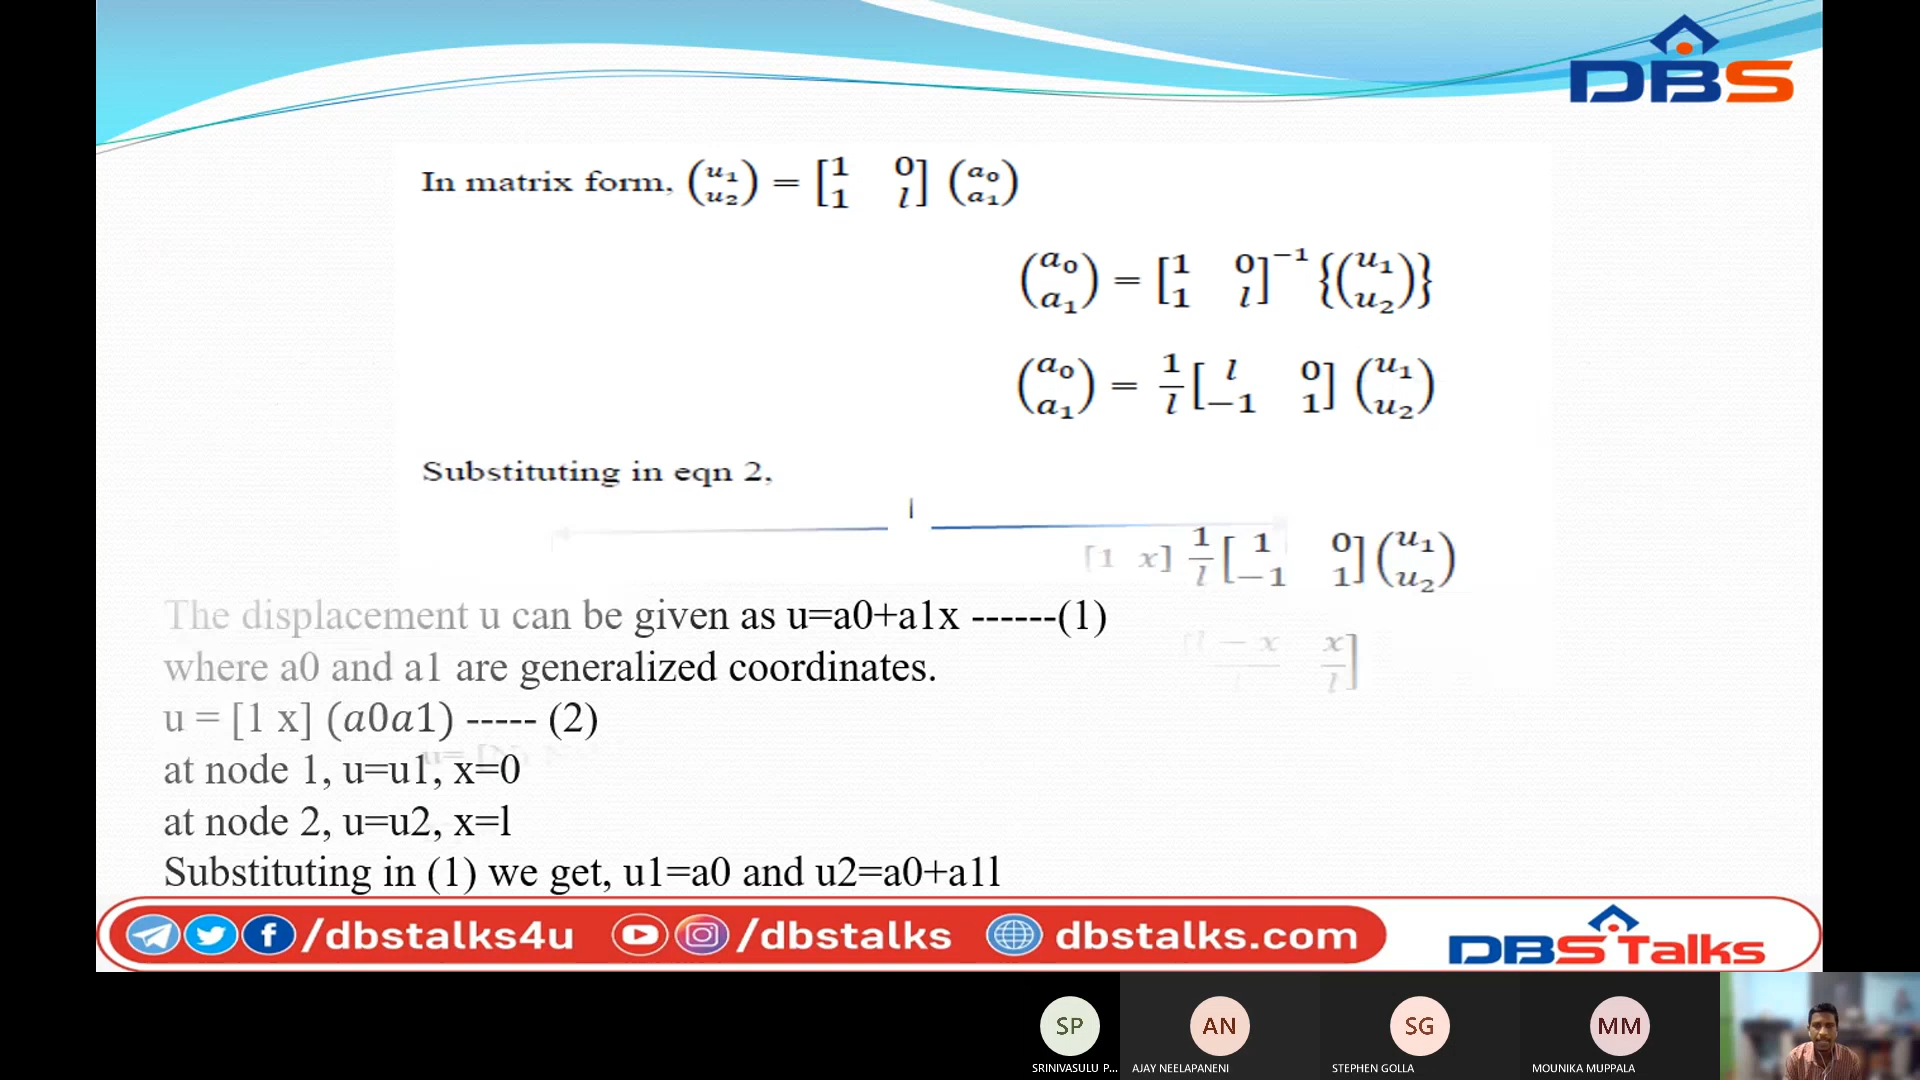 DBS
In matrix form, (u₁ u₂) = [1 0 1 l] (a₀ a₁)
(a₀ a₁) = [1 0 1 l]⁻¹ {(u₁ u₂)}
(a₀ a₁) = 1/l [l 0 −1 1] (u₁ u₂)
Substituting in eqn 2,
l
[1 x] 1/l [1 0 −1 1] (u₁ u₂)
The displacement u can be given as u=a0+a1x ------(1)
[l − x x/l]
where a0 and a1 are generalized coordinates.
u = [1 x] (a0a1) ----- (2)
at node 1, u=u1, x=0
at node 2, u=u2, x=l
Substituting in (1) we get, u1=a0 and u2=a0+a1l
/dbstalks4u /dbstalks dbstalks.com DBS Talks
SP AN SG MM
SRINIVASULU P... AJAY NEELAPANENI STEPHEN GOLLA MOUNIKA MUPPALA